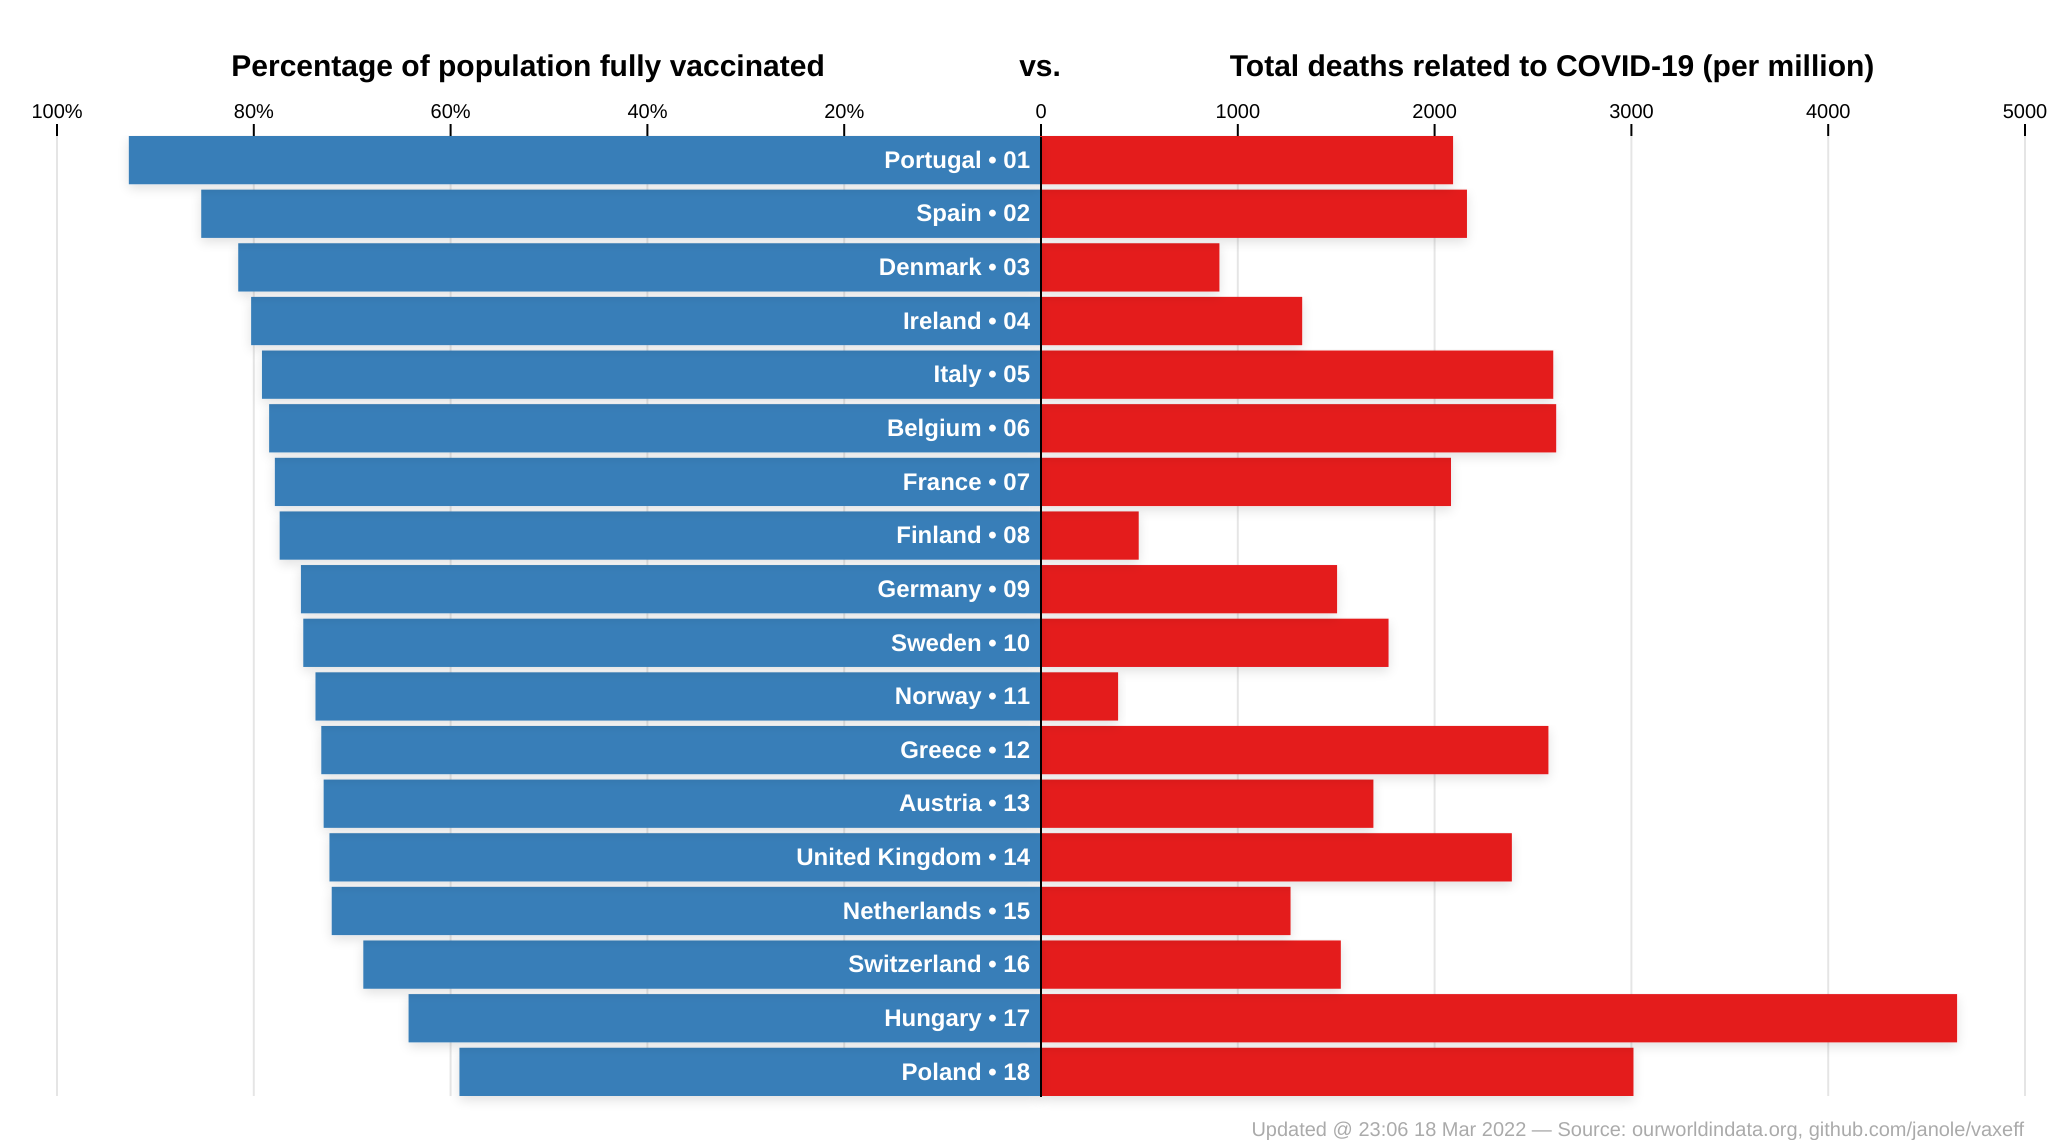 Percentage of population fully vaccinated vs. Total deaths related to COVID-19 (per million)
100% 80% 60% 40% 20% 0 1000 2000 3000 4000 5000
Portugal • 01
Spain • 02
Denmark • 03
Ireland • 04
Italy • 05
Belgium • 06
France • 07
Finland • 08
Germany • 09
Sweden • 10
Norway • 11
Greece • 12
Austria • 13
United Kingdom • 14
Netherlands • 15
Switzerland • 16
Hungary • 17
Poland • 18
Updated @ 23:06 18 Mar 2022 — Source: ourworldindata.org, github.com/janole/vaxeff